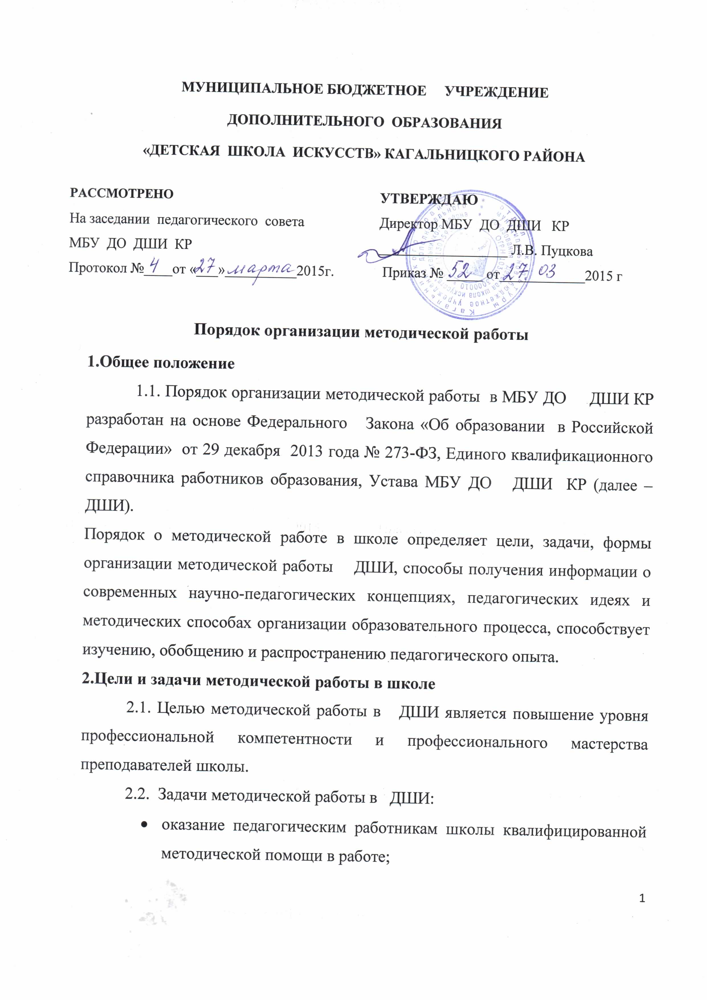 МУНИЦИПАЛЬНОЕ БЮДЖЕТНОЕ УЧРЕЖДЕНИЕ
ДОПОЛНИТЕЛЬНОГО ОБРАЗОВАНИЯ
«ДЕТСКАЯ ШКОЛА ИСКУССТВ» КАГАЛЬНИЦКОГО РАЙОНА
РАССМОТРЕНО
На заседании педагогического совета
МБУ ДО ДШИ КР
Протокол № 4 от «27» марта 2015г.
УТВЕРЖДАЮ
Директор МБУ ДО ДШИ КР
Л.В. Пуцкова
Приказ № 52 от 27.03 2015 г
Порядок организации методической работы
1.Общее положение
1.1. Порядок организации методической работы в МБУ ДО ДШИ КР
разработан на основе Федерального Закона «Об образовании в Российской
Федерации» от 29 декабря 2013 года № 273-ФЗ, Единого квалификационного
справочника работников образования, Устава МБУ ДО ДШИ КР (далее –
ДШИ).
Порядок о методической работе в школе определяет цели, задачи, формы
организации методической работы ДШИ, способы получения информации о
современных научно-педагогических концепциях, педагогических идеях и
методических способах организации образовательного процесса, способствует
изучению, обобщению и распространению педагогического опыта.
2.Цели и задачи методической работы в школе
2.1. Целью методической работы в ДШИ является повышение уровня
профессиональной компетентности и профессионального мастерства
преподавателей школы.
2.2. Задачи методической работы в ДШИ:
• оказание педагогическим работникам школы квалифицированной
методической помощи в работе;
1